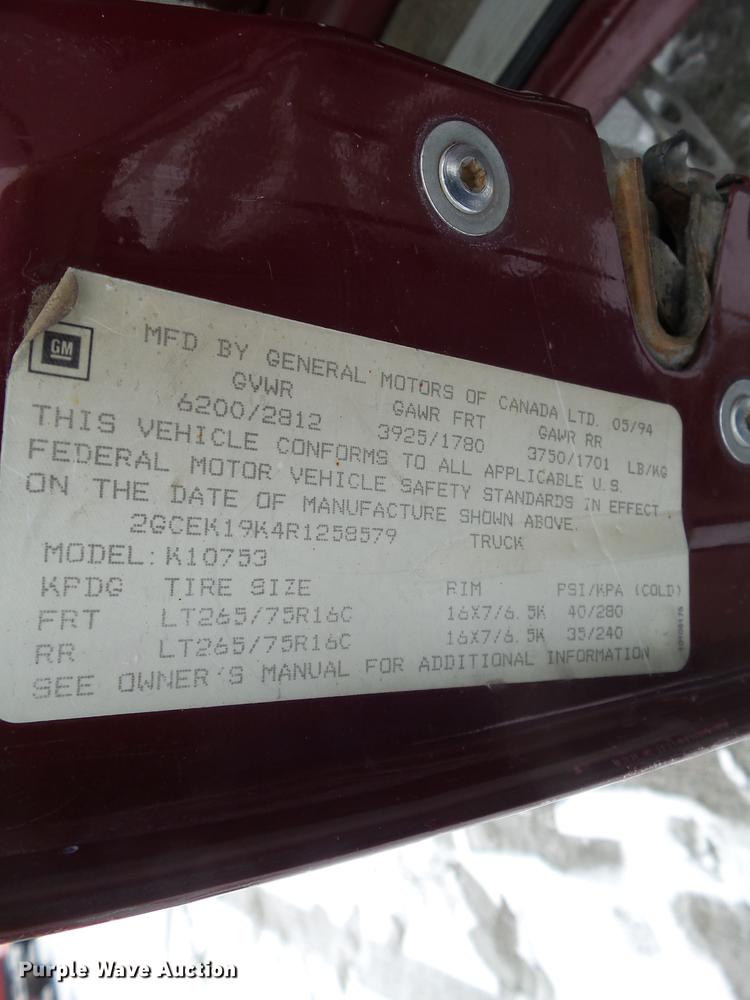 GM
MFD BY GENERAL MOTORS OF CANADA LTD. 05/94
GVWR GAWR FRT GAWR RR
6200/2812 3925/1780 3750/1701 LB/KG
THIS VEHICLE CONFORMS TO ALL APPLICABLE U.S.
FEDERAL MOTOR VEHICLE SAFETY STANDARDS IN EFFECT
ON THE DATE OF MANUFACTURE SHOWN ABOVE.
2GCEK19K4R1258579 TRUCK
MODEL: K10753
KPDG TIRE SIZE RIM PSI/KPA (COLD)
FRT LT265/75R16C 16X7/6.5K 40/280
RR LT265/75R16C 16X7/6.5K 35/240
SEE OWNER'S MANUAL FOR ADDITIONAL INFORMATION
Purple Wave Auction